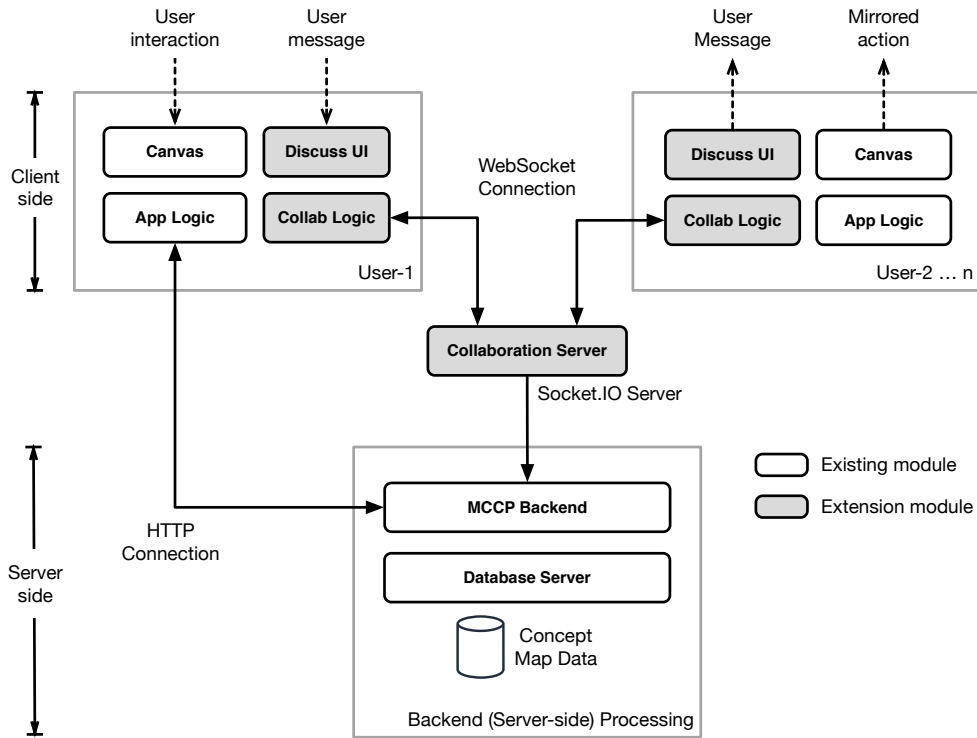 User
interaction
User
message
User
Message
Mirrored
action
Client
side
Canvas
Discuss UI
App Logic
Collab Logic
User-1
WebSocket
Connection
Discuss UI
Canvas
Collab Logic
App Logic
User-2 ... n
Collaboration Server
Socket.IO Server
Existing module
Extension module
HTTP
Connection
Server
side
MCCP Backend
Database Server
Concept
Map Data
Backend (Server-side) Processing